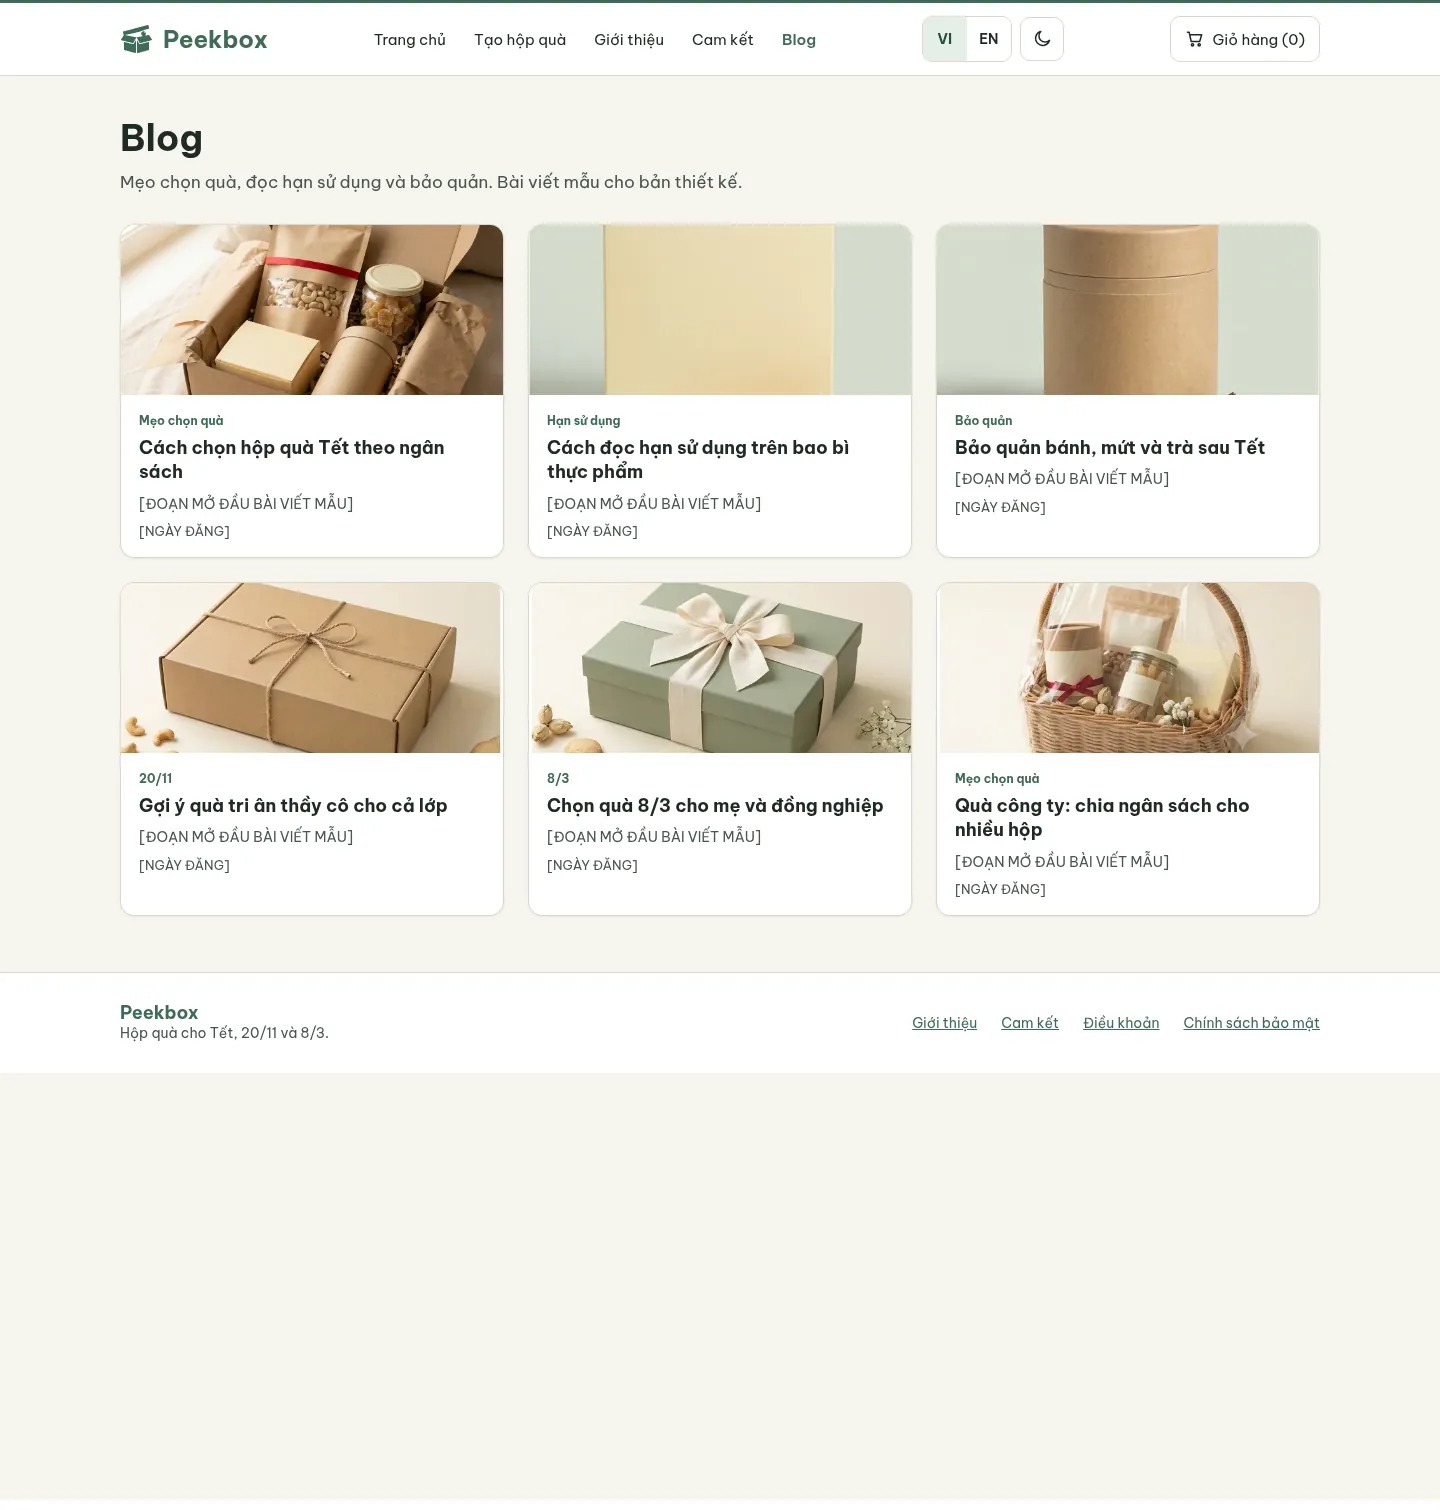 Peekbox
Trang chủ
Tạo hộp quà
Giới thiệu
Cam kết
Blog
VI
EN
Giỏ hàng (0)
Blog
Mẹo chọn quà, đọc hạn sử dụng và bảo quản. Bài viết mẫu cho bản thiết kế.
Mẹo chọn quà
Cách chọn hộp quà Tết theo ngân
sách
[ĐOẠN MỞ ĐẦU BÀI VIẾT MẪU]
[NGÀY ĐĂNG]
Hạn sử dụng
Cách đọc hạn sử dụng trên bao bì
thực phẩm
[ĐOẠN MỞ ĐẦU BÀI VIẾT MẪU]
[NGÀY ĐĂNG]
Bảo quản
Bảo quản bánh, mứt và trà sau Tết
[ĐOẠN MỞ ĐẦU BÀI VIẾT MẪU]
[NGÀY ĐĂNG]
20/11
Gợi ý quà tri ân thầy cô cho cả lớp
[ĐOẠN MỞ ĐẦU BÀI VIẾT MẪU]
[NGÀY ĐĂNG]
8/3
Chọn quà 8/3 cho mẹ và đồng nghiệp
[ĐOẠN MỞ ĐẦU BÀI VIẾT MẪU]
[NGÀY ĐĂNG]
Mẹo chọn quà
Quà công ty: chia ngân sách cho
nhiều hộp
[ĐOẠN MỞ ĐẦU BÀI VIẾT MẪU]
[NGÀY ĐĂNG]
Peekbox
Hộp quà cho Tết, 20/11 và 8/3.
Giới thiệu
Cam kết
Điều khoản
Chính sách bảo mật